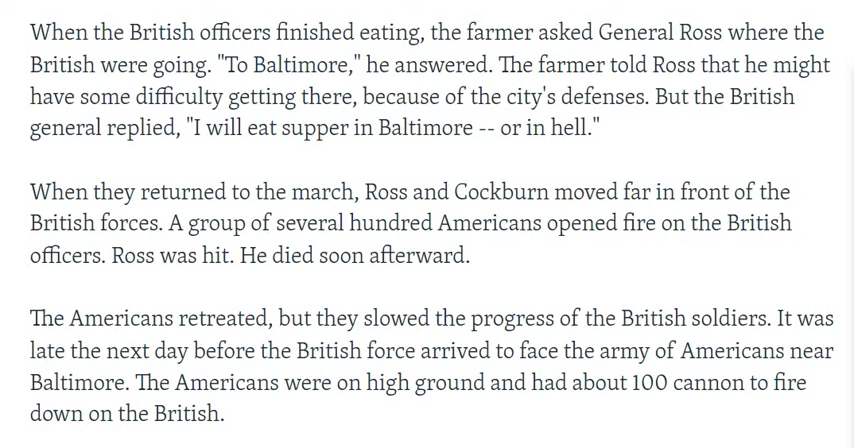 When the British officers finished eating, the farmer asked General Ross where the
British were going. "To Baltimore," he answered. The farmer told Ross that he might
have some difficulty getting there, because of the city's defenses. But the British
general replied, "I will eat supper in Baltimore -- or in hell."
When they returned to the march, Ross and Cockburn moved far in front of the
British forces. A group of several hundred Americans opened fire on the British
officers. Ross was hit. He died soon afterward.
The Americans retreated, but they slowed the progress of the British soldiers. It was
late the next day before the British force arrived to face the army of Americans near
Baltimore. The Americans were on high ground and had about 100 cannon to fire
down on the British.